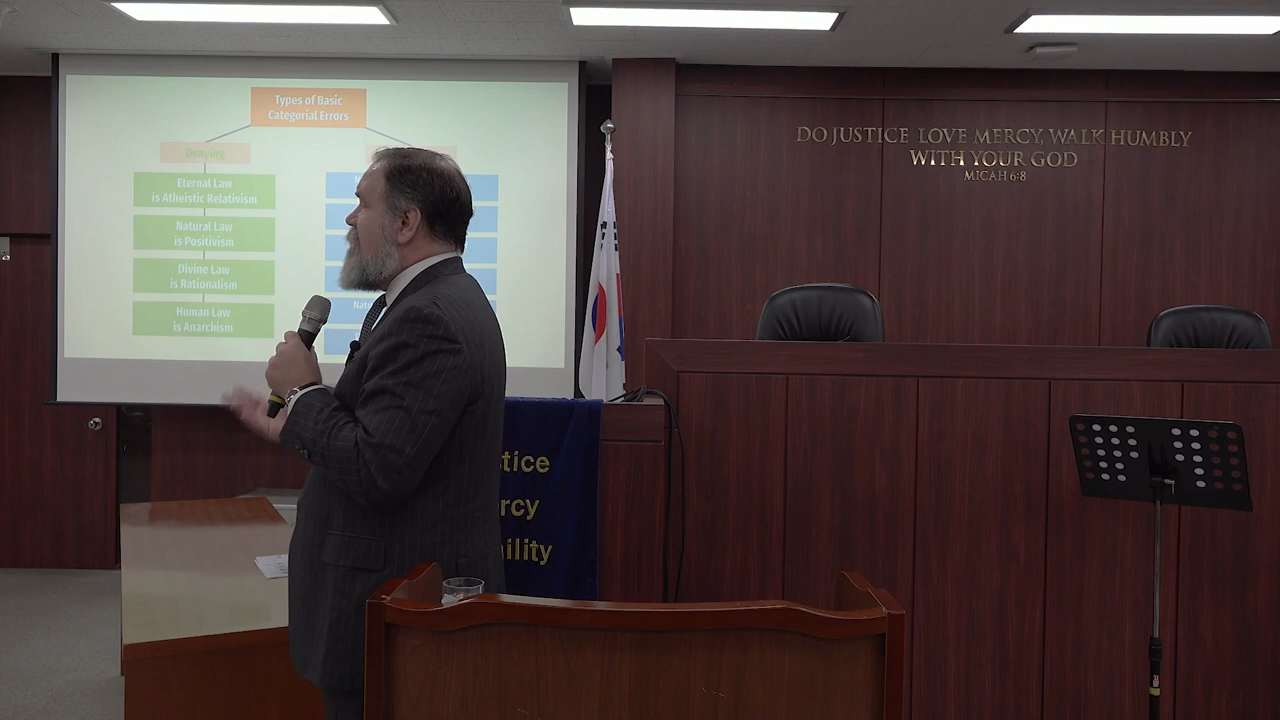 Types of Basic
Categorial Errors
Denying
Eternal Law
is Atheistic Relativism
Natural Law
is Positivism
Divine Law
is Rationalism
Human Law
is Anarchism
DO JUSTICE LOVE MERCY, WALK HUMBLY
WITH YOUR GOD
MICAH 6:8
tice
rcy
ility